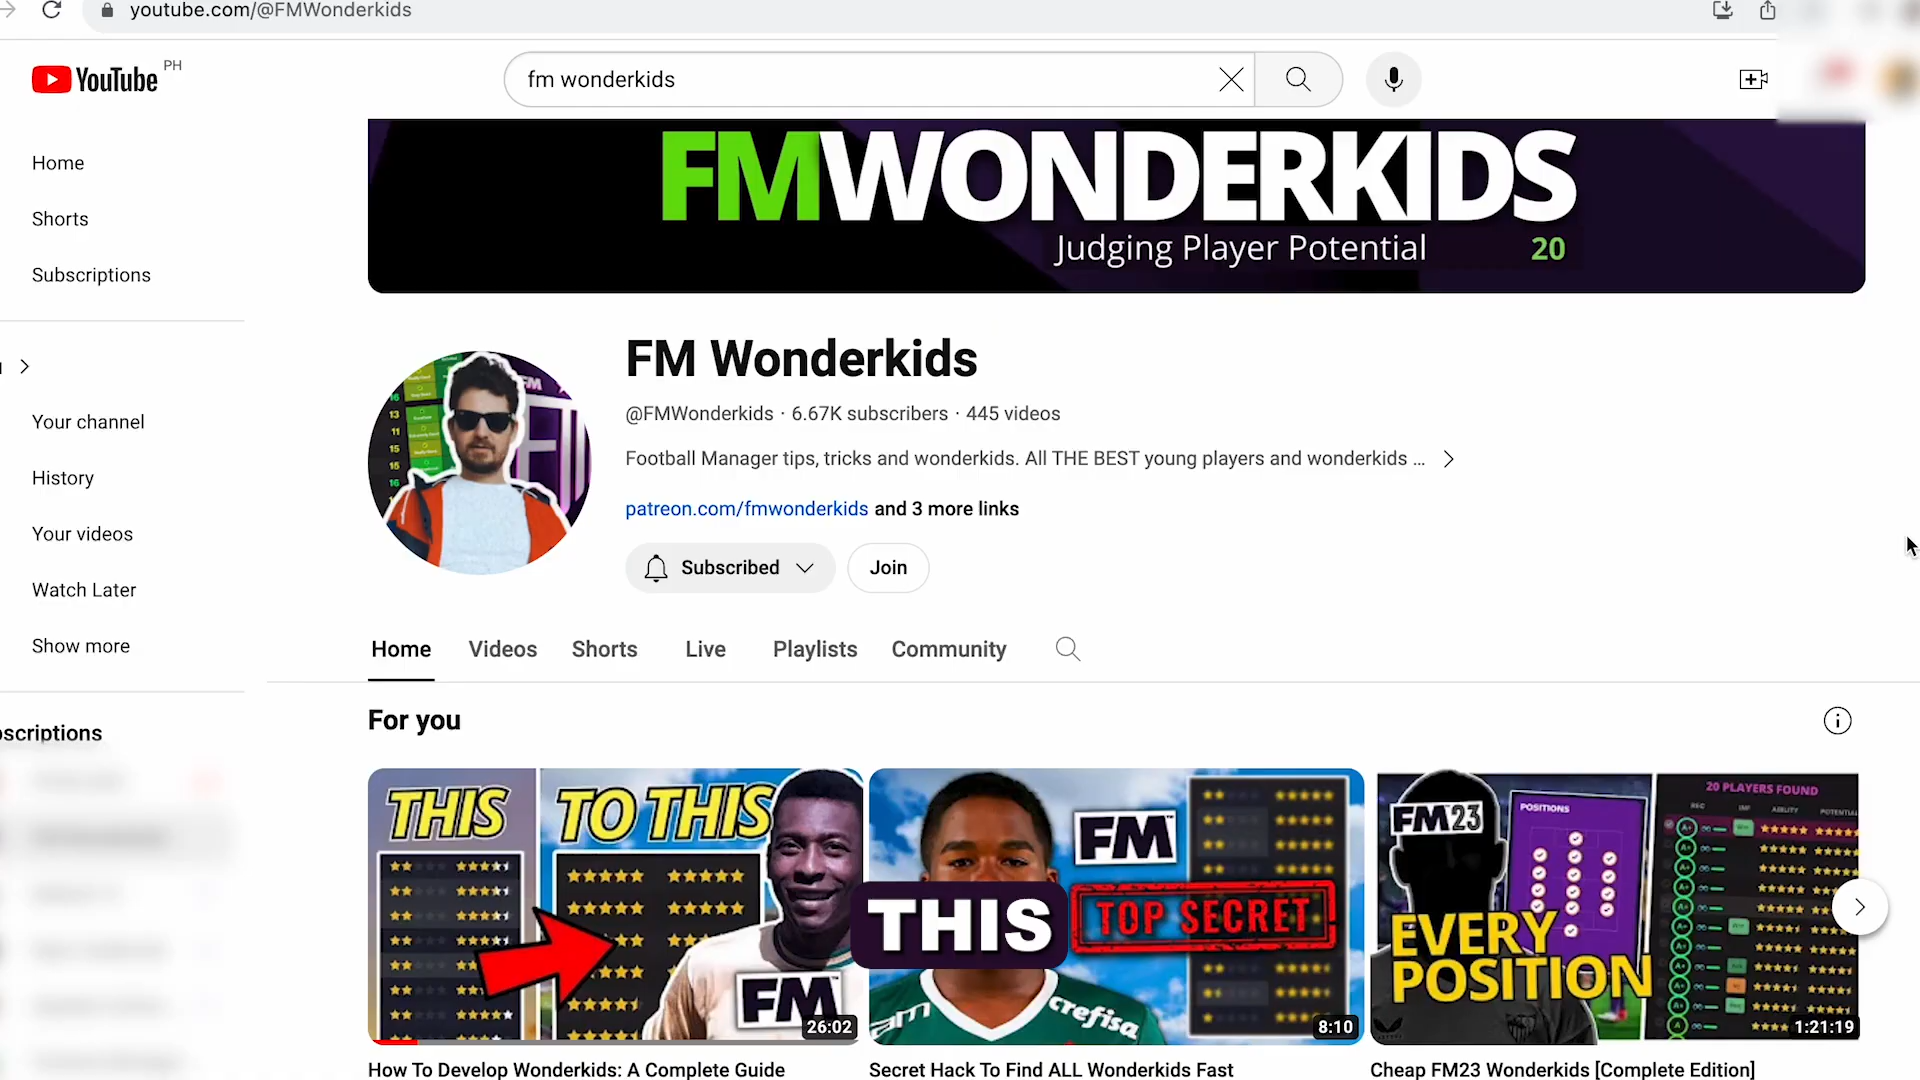 youtube.com/@FMWonderkids
YouTube PH
fm wonderkids
Home
Shorts
Subscriptions
Your channel
History
Your videos
Watch Later
Show more
FMWONDERKIDS
Judging Player Potential 20
FM Wonderkids
@FMWonderkids · 6.67K subscribers · 445 videos
Football Manager tips, tricks and wonderkids. All THE BEST young players and wonderkids ...
patreon.com/fmwonderkids and 3 more links
Subscribed
Join
Home Videos Shorts Live Playlists Community
For you
THIS TO THIS
FM
26:02
How To Develop Wonderkids: A Complete Guide
FM
THIS
TOP SECRET
crefisa
8:10
Secret Hack To Find ALL Wonderkids Fast
FM23
POSITIONS
20 PLAYERS FOUND
REC INF ABILITY POTENTIAL
EVERY
POSITION
1:21:19
Cheap FM23 Wonderkids [Complete Edition]